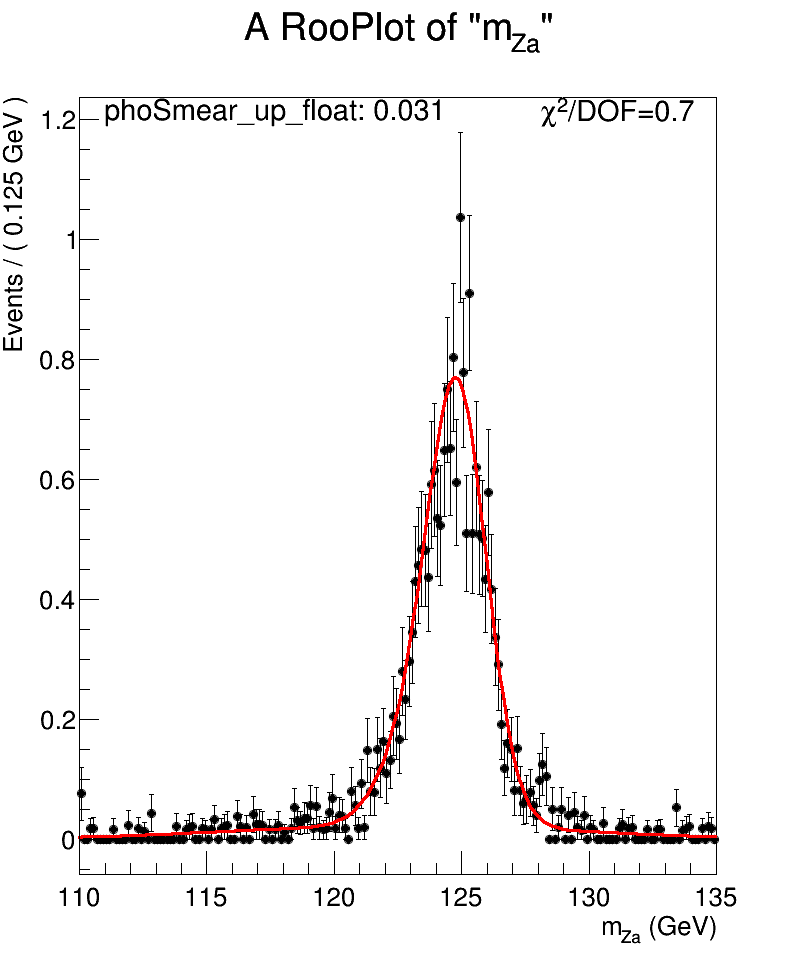 A RooPlot of "m_Za"
phoSmear_up_float: 0.031
χ²/DOF=0.7
Events / ( 0.125 GeV )
1.2
1
0.8
0.6
0.4
0.2
0
110 115 120 125 130 135
m_Za (GeV)